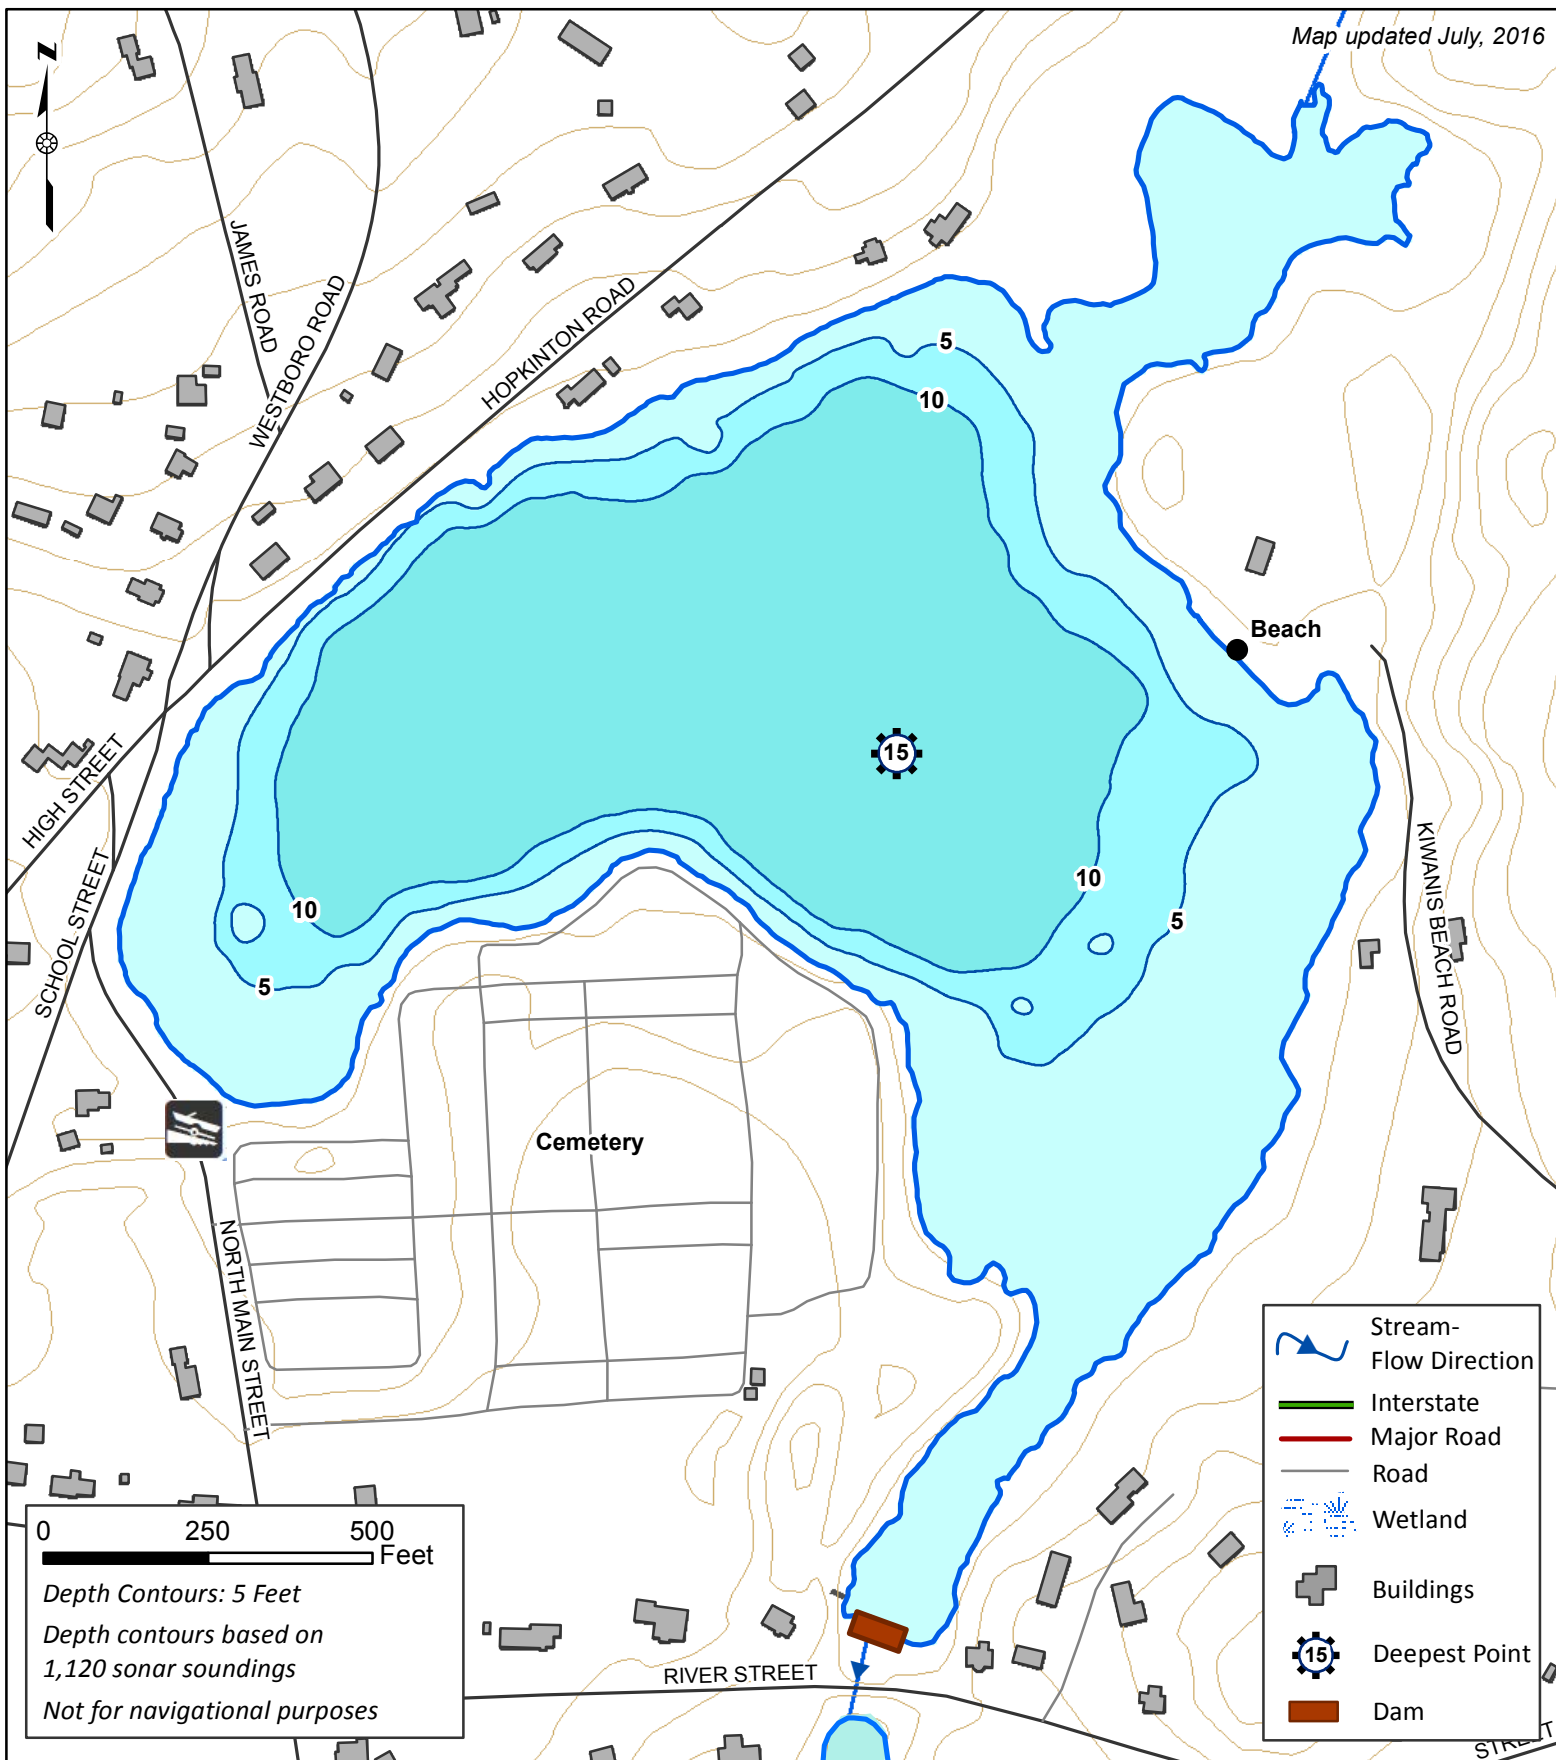 Map updated July, 2016
N
JAMES ROAD
WESTBORO ROAD
HOPKINTON ROAD
5
10
Beach
15
HIGH STREET
SCHOOL STREET
10
5
10
5
KIWANIS BEACH ROAD
Cemetery
NORTH MAIN STREET
RIVER STREET
STREET
0 250 500
Feet
Depth Contours: 5 Feet
Depth contours based on
1,120 sonar soundings
Not for navigational purposes
Stream-
Flow Direction
Interstate
Major Road
Road
Wetland
Buildings
15 Deepest Point
Dam